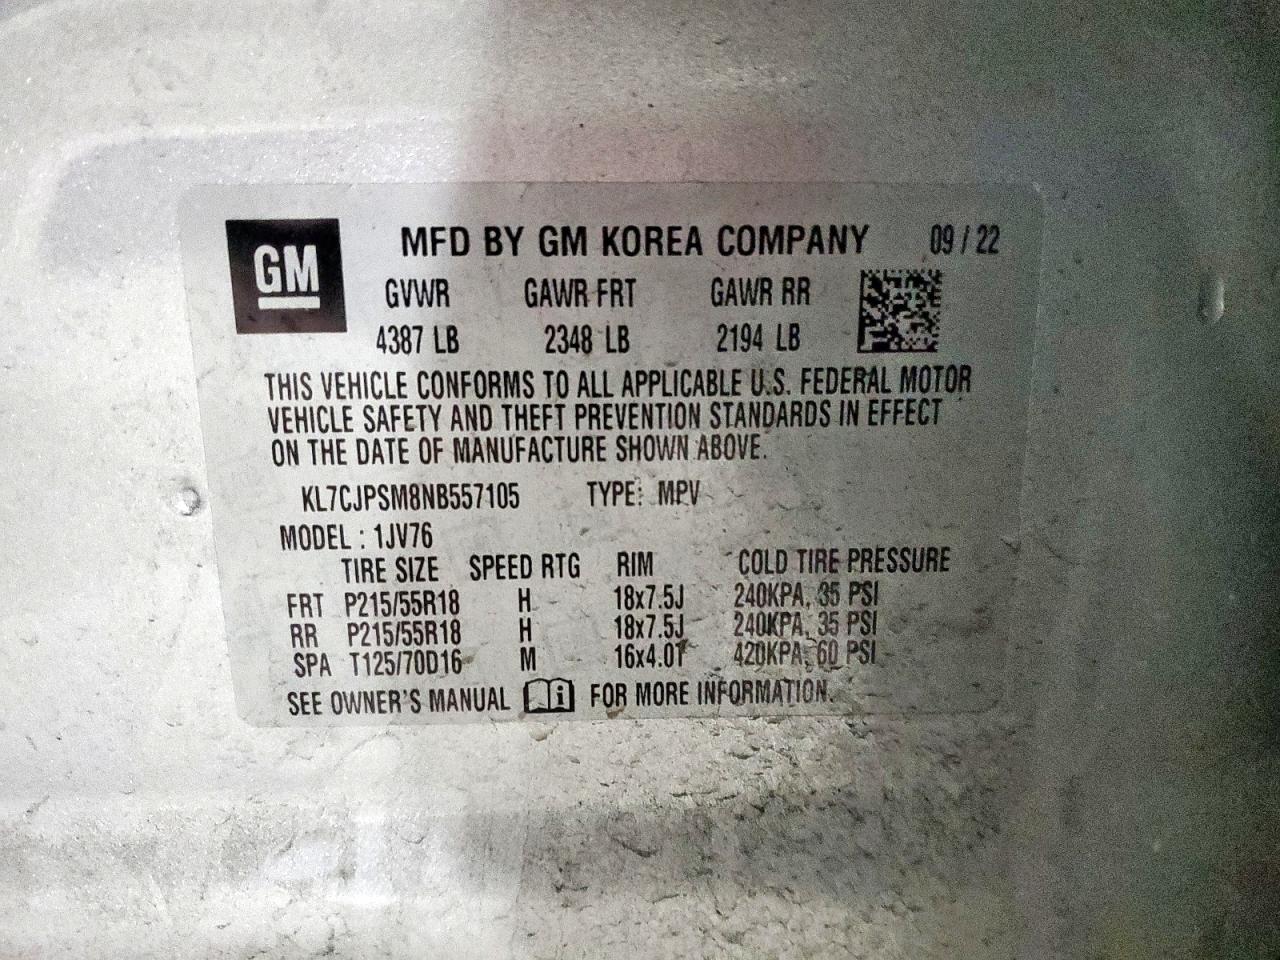 GM
MFD BY GM KOREA COMPANY 09 / 22
GVWR GAWR FRT GAWR RR
4387 LB 2348 LB 2194 LB
THIS VEHICLE CONFORMS TO ALL APPLICABLE U.S. FEDERAL MOTOR
VEHICLE SAFETY AND THEFT PREVENTION STANDARDS IN EFFECT
ON THE DATE OF MANUFACTURE SHOWN ABOVE.
KL7CJPSM8NB557105 TYPE: MPV
MODEL : 1JV76
TIRE SIZE SPEED RTG RIM COLD TIRE PRESSURE
FRT P215/55R18 H 18x7.5J 240KPA, 35 PSI
RR P215/55R18 H 18x7.5J 240KPA, 35 PSI
SPA T125/70D16 M 16x4.0T 420KPA, 60 PSI
SEE OWNER'S MANUAL i FOR MORE INFORMATION.